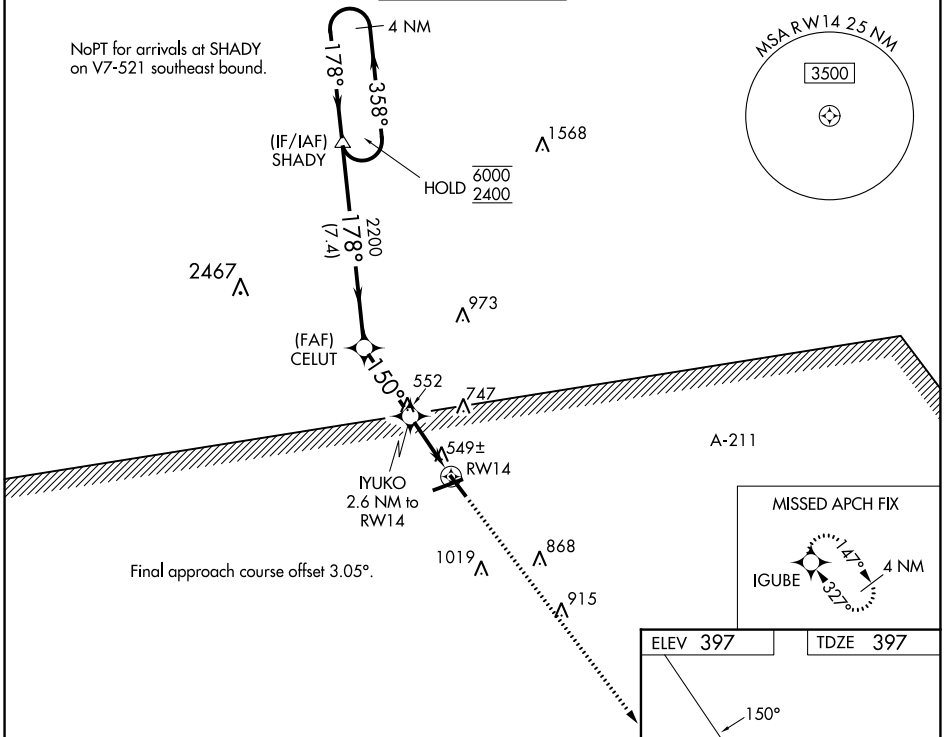 NoPT for arrivals at SHADY
on V7-521 southeast bound.
4 NM
178°
358°
(IF/IAF)
SHADY
HOLD 6000
2400
1568
MSA RW14 25 NM
3500
2200
178°
(7.4)
2467
973
(FAF)
CELUT
150°
552
747
549±
RW14
A-211
IYUKO
2.6 NM to
RW14
1019
868
915
Final approach course offset 3.05°.
MISSED APCH FIX
IGUBE
147°
327°
4 NM
ELEV 397
TDZE 397
150°